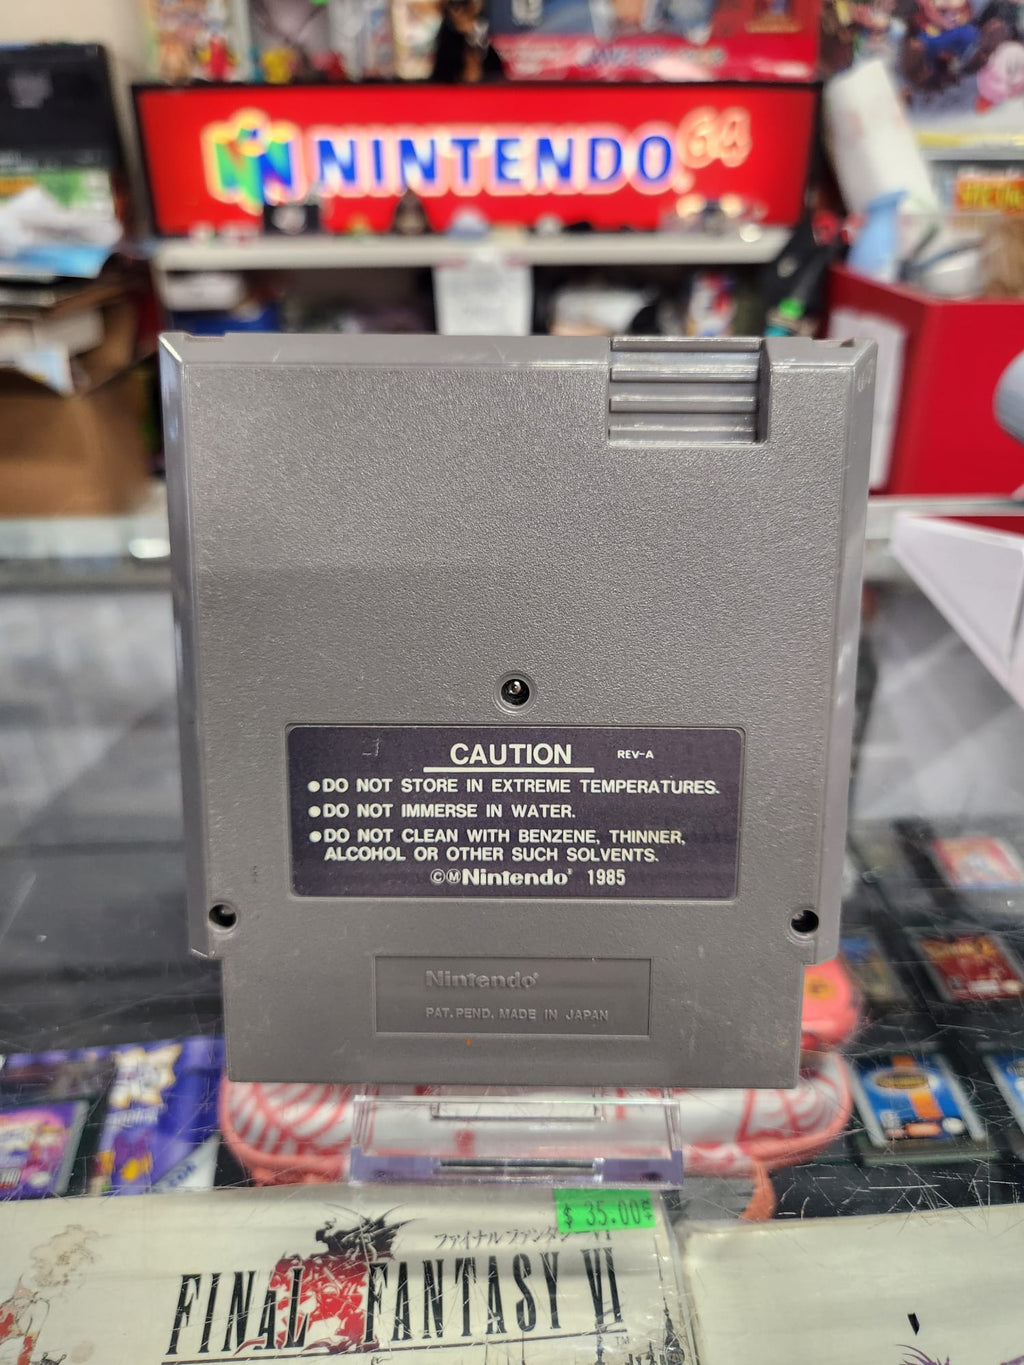 NINTENDO 64
CAUTION REV-A
●DO NOT STORE IN EXTREME TEMPERATURES.
●DO NOT IMMERSE IN WATER.
●DO NOT CLEAN WITH BENZENE, THINNER,
ALCOHOL OR OTHER SUCH SOLVENTS.
©Ⓜ Nintendo® 1985
Nintendo®
PAT. PEND. MADE IN JAPAN
$ 35.00
ファイナルファンタジーVI
FINAL FANTASY VI
TM